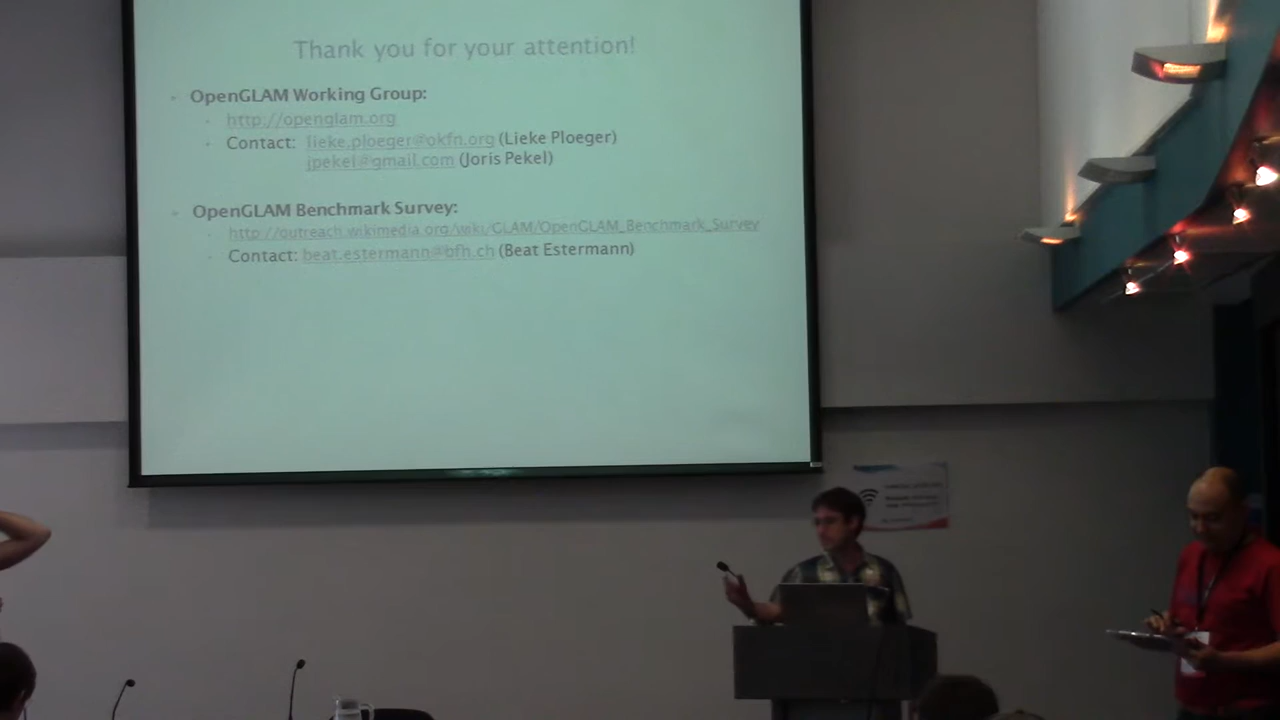 Thank you for your attention!
OpenGLAM Working Group:
http://openglam.org
Contact: lieke.ploeger@okfn.org (Lieke Ploeger)
jpekel@gmail.com (Joris Pekel)
OpenGLAM Benchmark Survey:
http://outreach.wikimedia.org/wiki/GLAM/OpenGLAM_Benchmark_Survey
Contact: beat.estermann@bfh.ch (Beat Estermann)